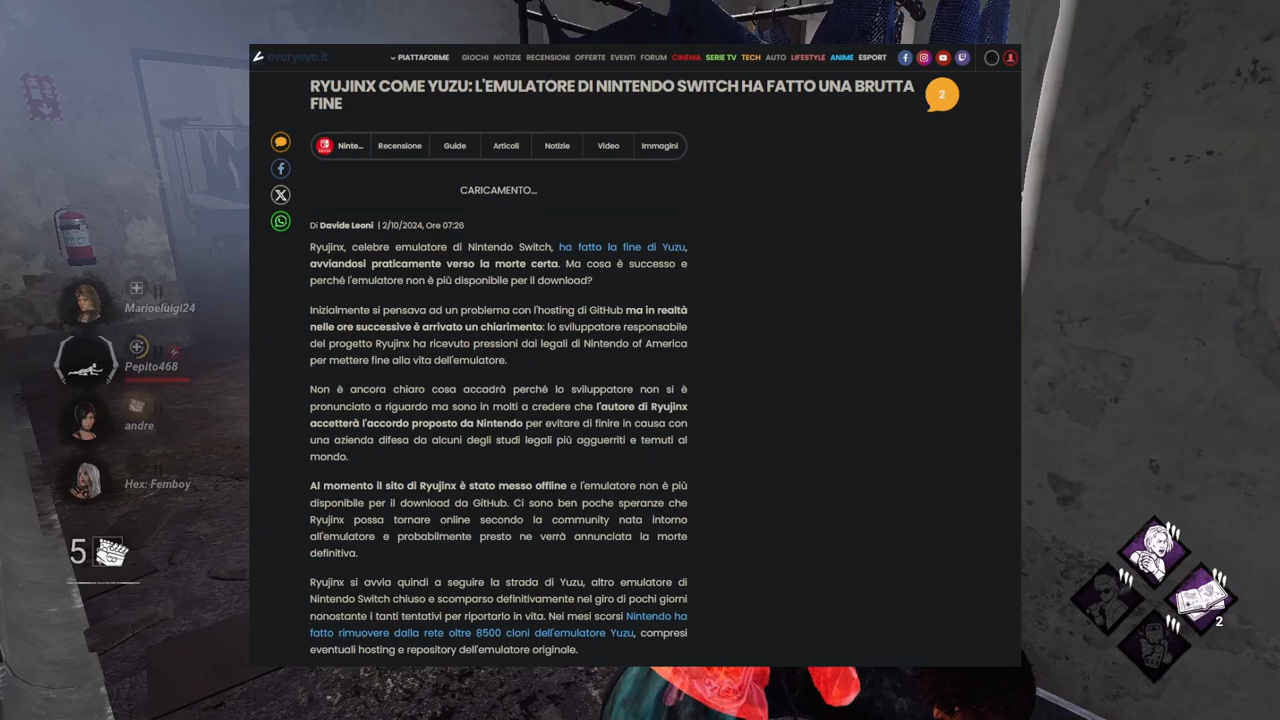 everyeye.it
PIATTAFORME GIOCHI NOTIZIE RECENSIONI OFFERTE EVENTI FORUM CINEMA SERIE TV TECH AUTO LIFESTYLE ANIME ESPORT
RYUJINX COME YUZU: L'EMULATORE DI NINTENDO SWITCH HA FATTO UNA BRUTTA
FINE
2
Ninte... Recensione Guide Articoli Notizie Video Immagini
CARICAMENTO...
Di Davide Leoni | 2/10/2024, Ore 07:26
Ryujinx, celebre emulatore di Nintendo Switch, ha fatto la fine di Yuzu,
avviandosi praticamente verso la morte certa. Ma cosa è successo e
perché l'emulatore non è più disponibile per il download?
Inizialmente si pensava ad un problema con l'hosting di GitHub ma in realtà
nelle ore successive è arrivato un chiarimento: lo sviluppatore responsabile
del progetto Ryujinx ha ricevuto pressioni dai legali di Nintendo of America
per mettere fine alla vita dell'emulatore.
Non è ancora chiaro cosa accadrà perché lo sviluppatore non si è
pronunciato a riguardo ma sono in molti a credere che l'autore di Ryujinx
accetterà l'accordo proposto da Nintendo per evitare di finire in causa con
una azienda difesa da alcuni degli studi legali più agguerriti e temuti al
mondo.
Al momento il sito di Ryujinx è stato messo offline e l'emulatore non è più
disponibile per il download da GitHub. Ci sono ben poche speranze che
Ryujinx possa tornare online secondo la community nata intorno
all'emulatore e probabilmente presto ne verrà annunciata la morte
definitiva.
Ryujinx si avvia quindi a seguire la strada di Yuzu, altro emulatore di
Nintendo Switch chiuso e scomparso definitivamente nel giro di pochi giorni
nonostante i tanti tentativi per riportarlo in vita. Nei mesi scorsi Nintendo ha
fatto rimuovere dalla rete oltre 8500 cloni dell'emulatore Yuzu, compresi
eventuali hosting e repository dell'emulatore originale.
Marioeluigi24
Pepito468
andre
Hex: Femboy
5
2